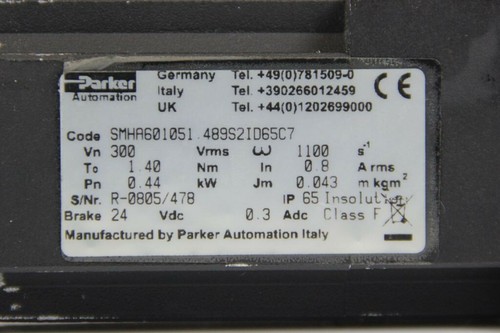 Parker Germany Tel. +49(0)781509-0
Automation Italy Tel. +390266012459
UK Tel. +44(0)1202699000
CE
Code SMHA601051.489S2ID65C7
Vn 300 Vrms ω 1100 s⁻¹
To 1.40 Nm In 0.8 A rms
Pn 0.44 kW Jm 0.043 m kgm²
S/Nr. R-0805/478 IP 65 Insolution
Brake 24 Vdc 0.3 Adc Class F
Manufactured by Parker Automation Italy